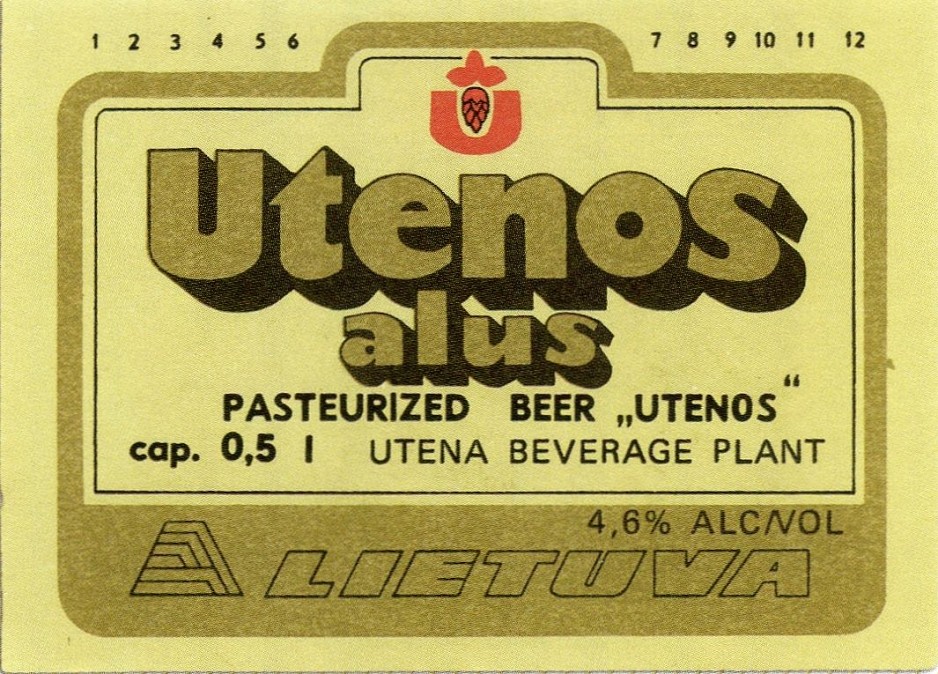 1 2 3 4 5 6 7 8 9 10 11 12
Utenos
alus
PASTEURIZED BEER „UTENOS“
cap. 0,5 l UTENA BEVERAGE PLANT
4,6% ALC/VOL
LIETUVA